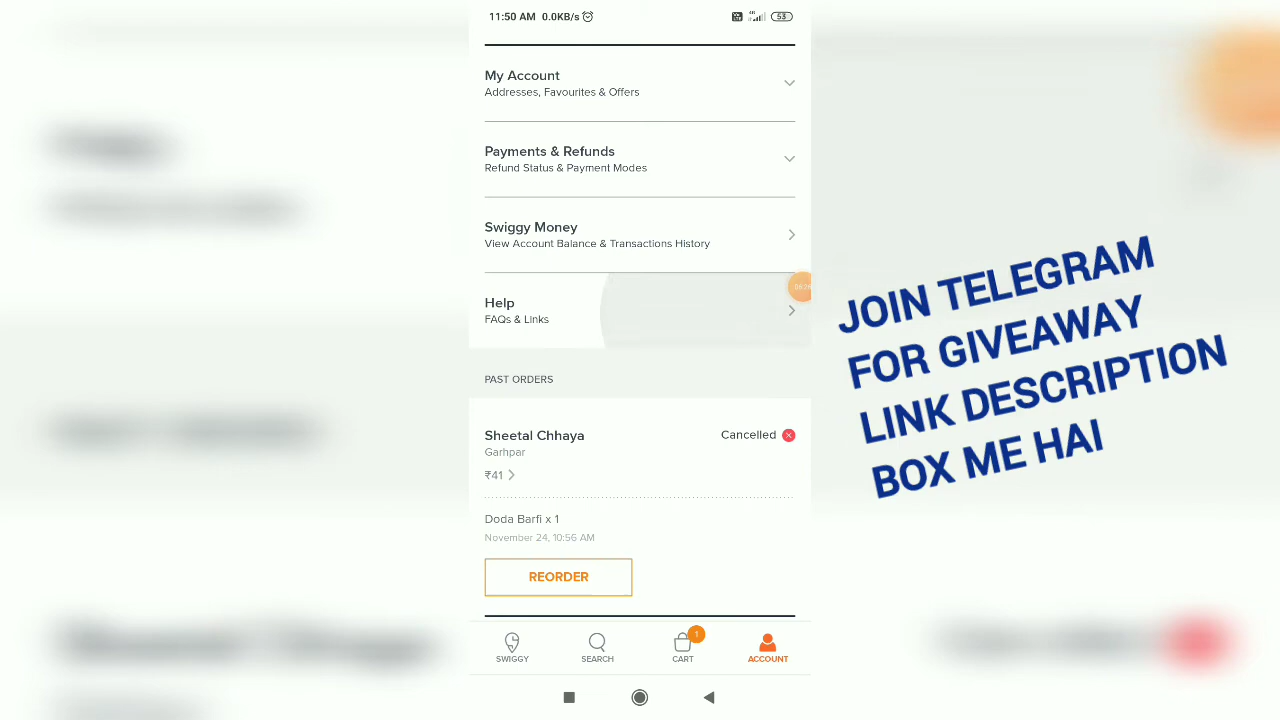 11:50 AM 0.0KB/s 53
My Account
Addresses, Favourites & Offers
Payments & Refunds
Refund Status & Payment Modes
Swiggy Money
View Account Balance & Transactions History
Help
FAQs & Links
PAST ORDERS
Sheetal Chhaya Cancelled
Garhpar
₹41
Doda Barfi x 1
November 24, 10:56 AM
REORDER
1
SWIGGY SEARCH CART ACCOUNT
JOIN TELEGRAM
FOR GIVEAWAY
LINK DESCRIPTION
BOX ME HAI